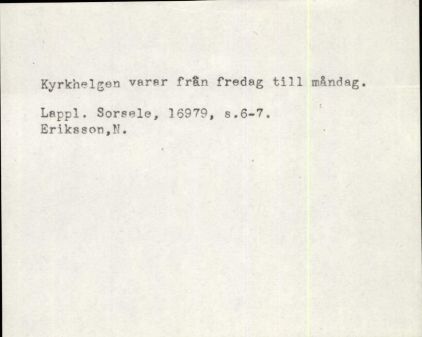 Kyrkhelgen varar från fredag till måndag.
Lappl. Sorsele, 16979, s.6-7.
Eriksson,N.